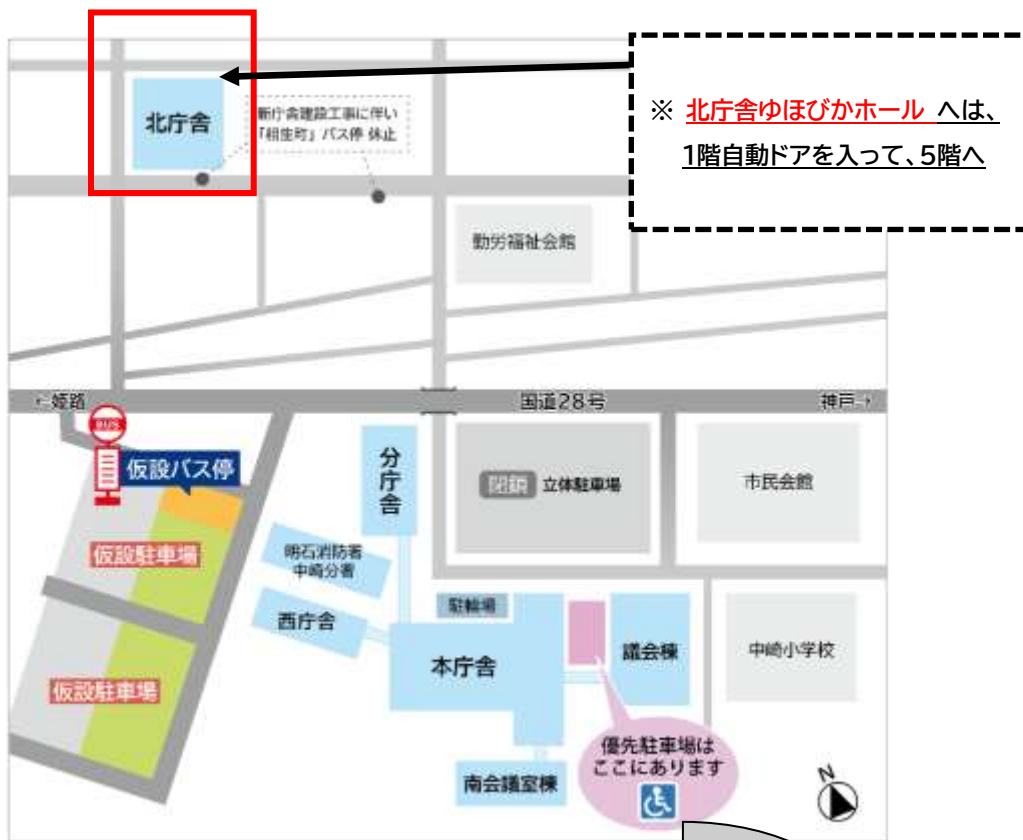 北庁舎
新庁舎建設工事に伴い
「相生町」バス停 休止
※ 北庁舎ゆほびかホール へは、
1階自動ドアを入って、5階へ
勤労福祉会館
←姫路
国道28号
神戸→
BUS
仮設バス停
分庁舎
閉鎖 立体駐車場
市民会館
仮設駐車場
明石消防署
中崎分署
駐輪場
西庁舎
本庁舎
議会棟
中崎小学校
仮設駐車場
優先駐車場は
ここにあります
南会議室棟
N